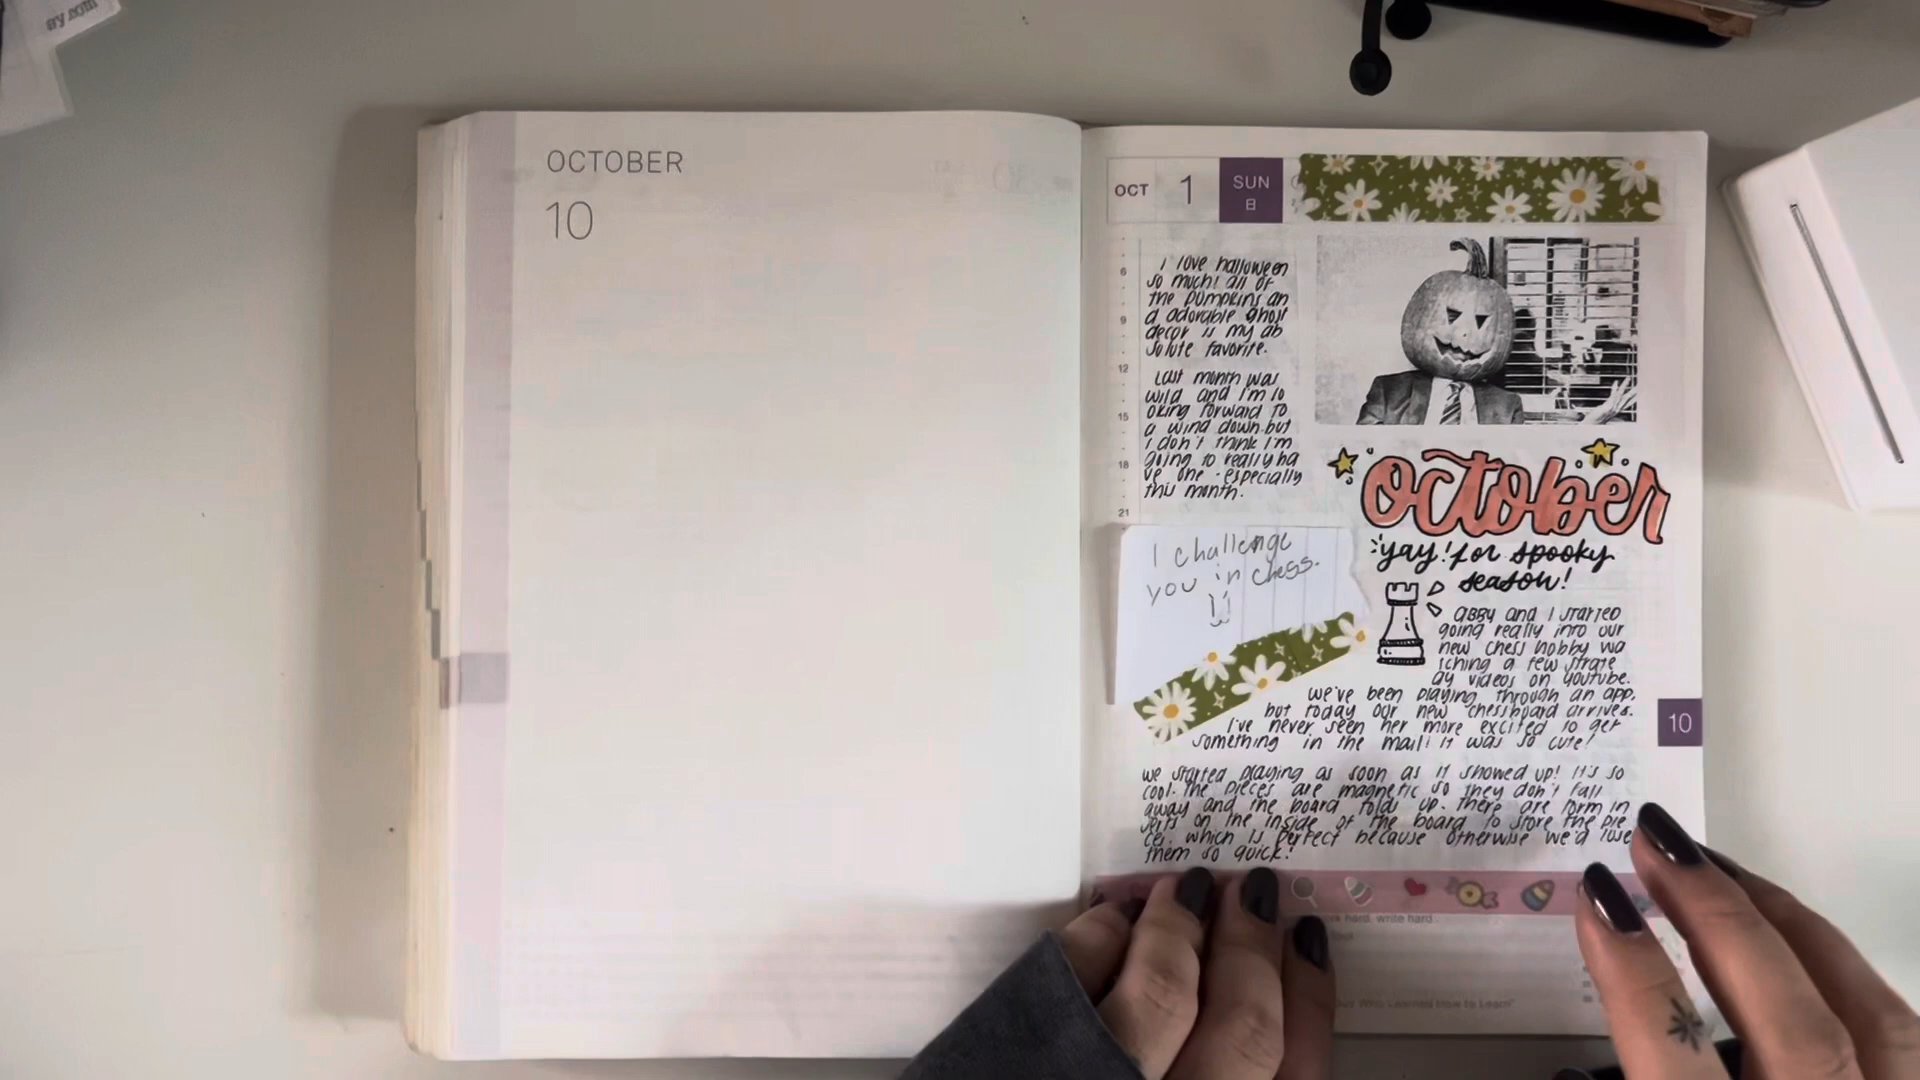 OCTOBER
10
OCT 1 SUN
日
i love halloween
so much! all of
the pumpkins an
d adorable ghost
decor is my ab
solute favorite.
Last month was
wild and i'm lo
oking forward to
a wind down. but
i don't think i'm
going to really ha
ve one - especially
this month.
6
9
12
15
18
21
october
yay! for spooky
season!
I challenge
you in chess.
abby and i started
going really into our
new chess hobby wa
tching a few strate
gy videos on youtube.
we've been playing through an app.
but today our new chessboard arrives.
i've never seen her more excited to get
something in the mail! it was so cute!
10
we started playing as soon as it showed up! it's so
cool. the pieces are magnetic so they don't fall
away and the board folds up. there are form in
serts on the inside of the board to store the pie
ces. which is perfect because otherwise we'd lose
them so quick!
hard, write hard
Who Learned How to Learn"